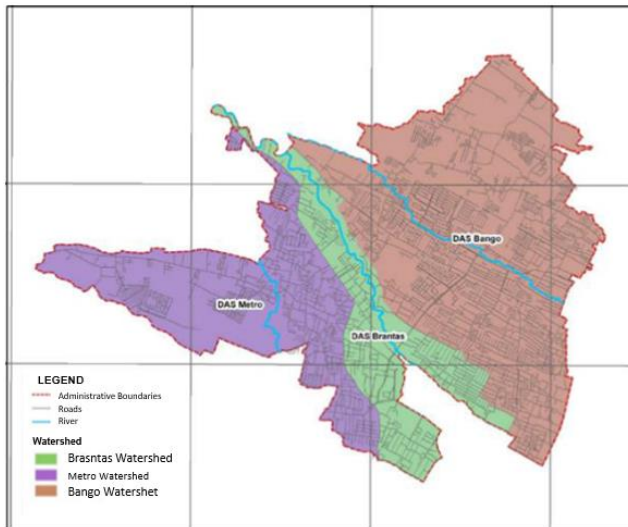 DAS Bango
DAS Metro
DAS Brantas
LEGEND
Administrative Boundaries
Roads
River
Watershed
Brasntas Watershed
Metro Watershed
Bango Watershet